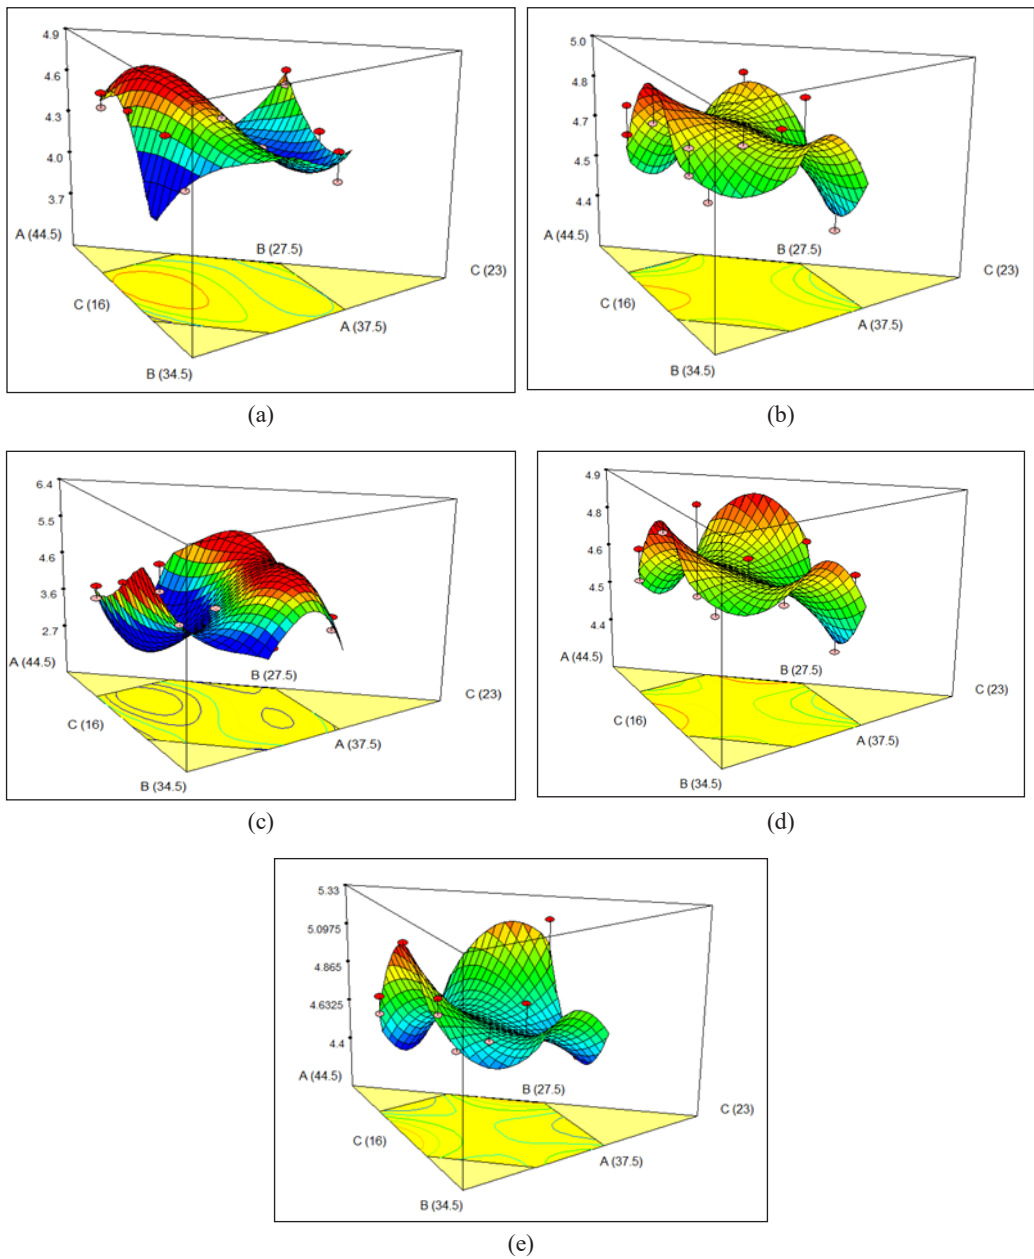 4.9
4.6
4.3
4.0
3.7
A (44.5)
B (27.5)
C (23)
C (16)
A (37.5)
B (34.5)
(a)
5.0
4.8
4.7
4.5
4.4
A (44.5)
B (27.5)
C (23)
C (16)
A (37.5)
B (34.5)
(b)
6.4
5.5
4.6
3.6
2.7
A (44.5)
B (27.5)
C (23)
C (16)
A (37.5)
B (34.5)
(c)
4.9
4.8
4.6
4.5
4.4
A (44.5)
B (27.5)
C (23)
C (16)
A (37.5)
B (34.5)
(d)
5.33
5.0975
4.865
4.6325
4.4
A (44.5)
B (27.5)
C (23)
C (16)
A (37.5)
B (34.5)
(e)